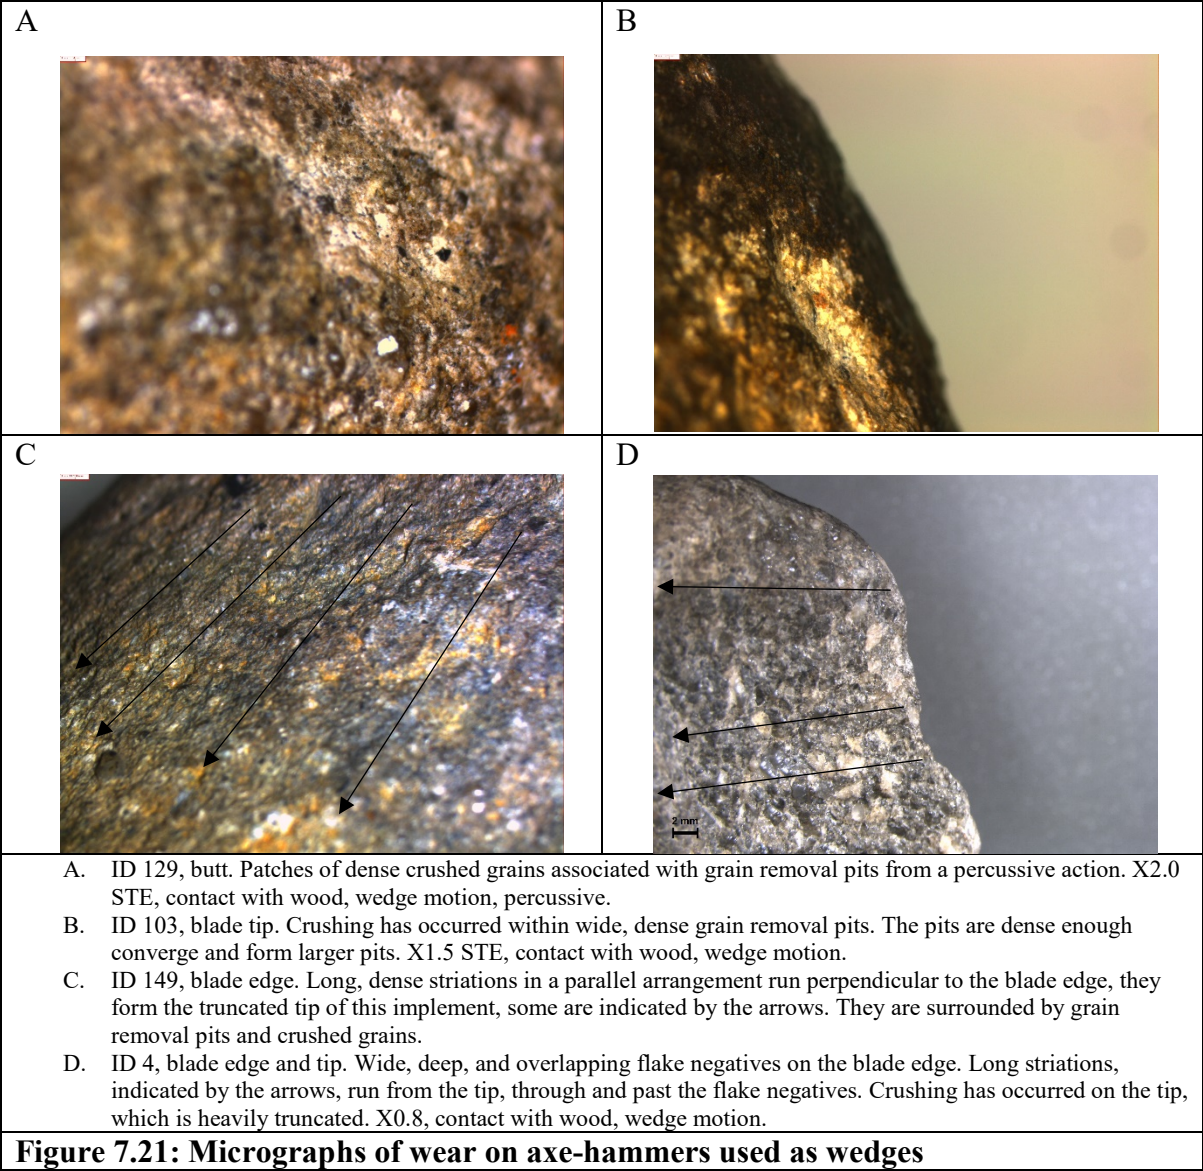 A
B
C
D
2 mm
A. ID 129, butt. Patches of dense crushed grains associated with grain removal pits from a percussive action. X2.0
STE, contact with wood, wedge motion, percussive.
B. ID 103, blade tip. Crushing has occurred within wide, dense grain removal pits. The pits are dense enough
converge and form larger pits. X1.5 STE, contact with wood, wedge motion.
C. ID 149, blade edge. Long, dense striations in a parallel arrangement run perpendicular to the blade edge, they
form the truncated tip of this implement, some are indicated by the arrows. They are surrounded by grain
removal pits and crushed grains.
D. ID 4, blade edge and tip. Wide, deep, and overlapping flake negatives on the blade edge. Long striations,
indicated by the arrows, run from the tip, through and past the flake negatives. Crushing has occurred on the tip,
which is heavily truncated. X0.8, contact with wood, wedge motion.
Figure 7.21: Micrographs of wear on axe-hammers used as wedges